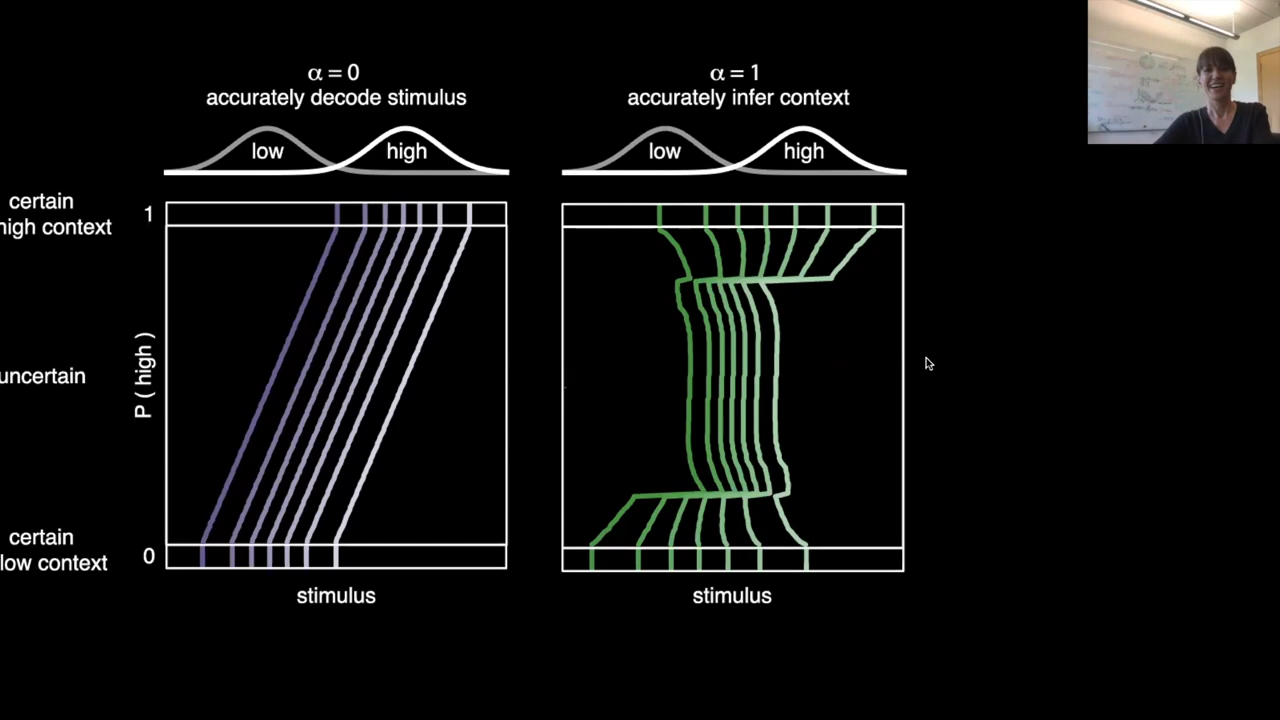 α = 0
accurately decode stimulus
low
high
α = 1
accurately infer context
low
high
certain
high context
1
P ( high )
uncertain
certain
low context
0
stimulus
stimulus